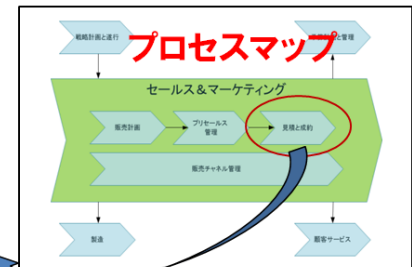 戦略計画と遂行
プロセスマップ
と管理
セールス＆マーケティング
販売計画
プリセールス
管理
見積と成約
販売チャネル管理
製造
顧客サービス